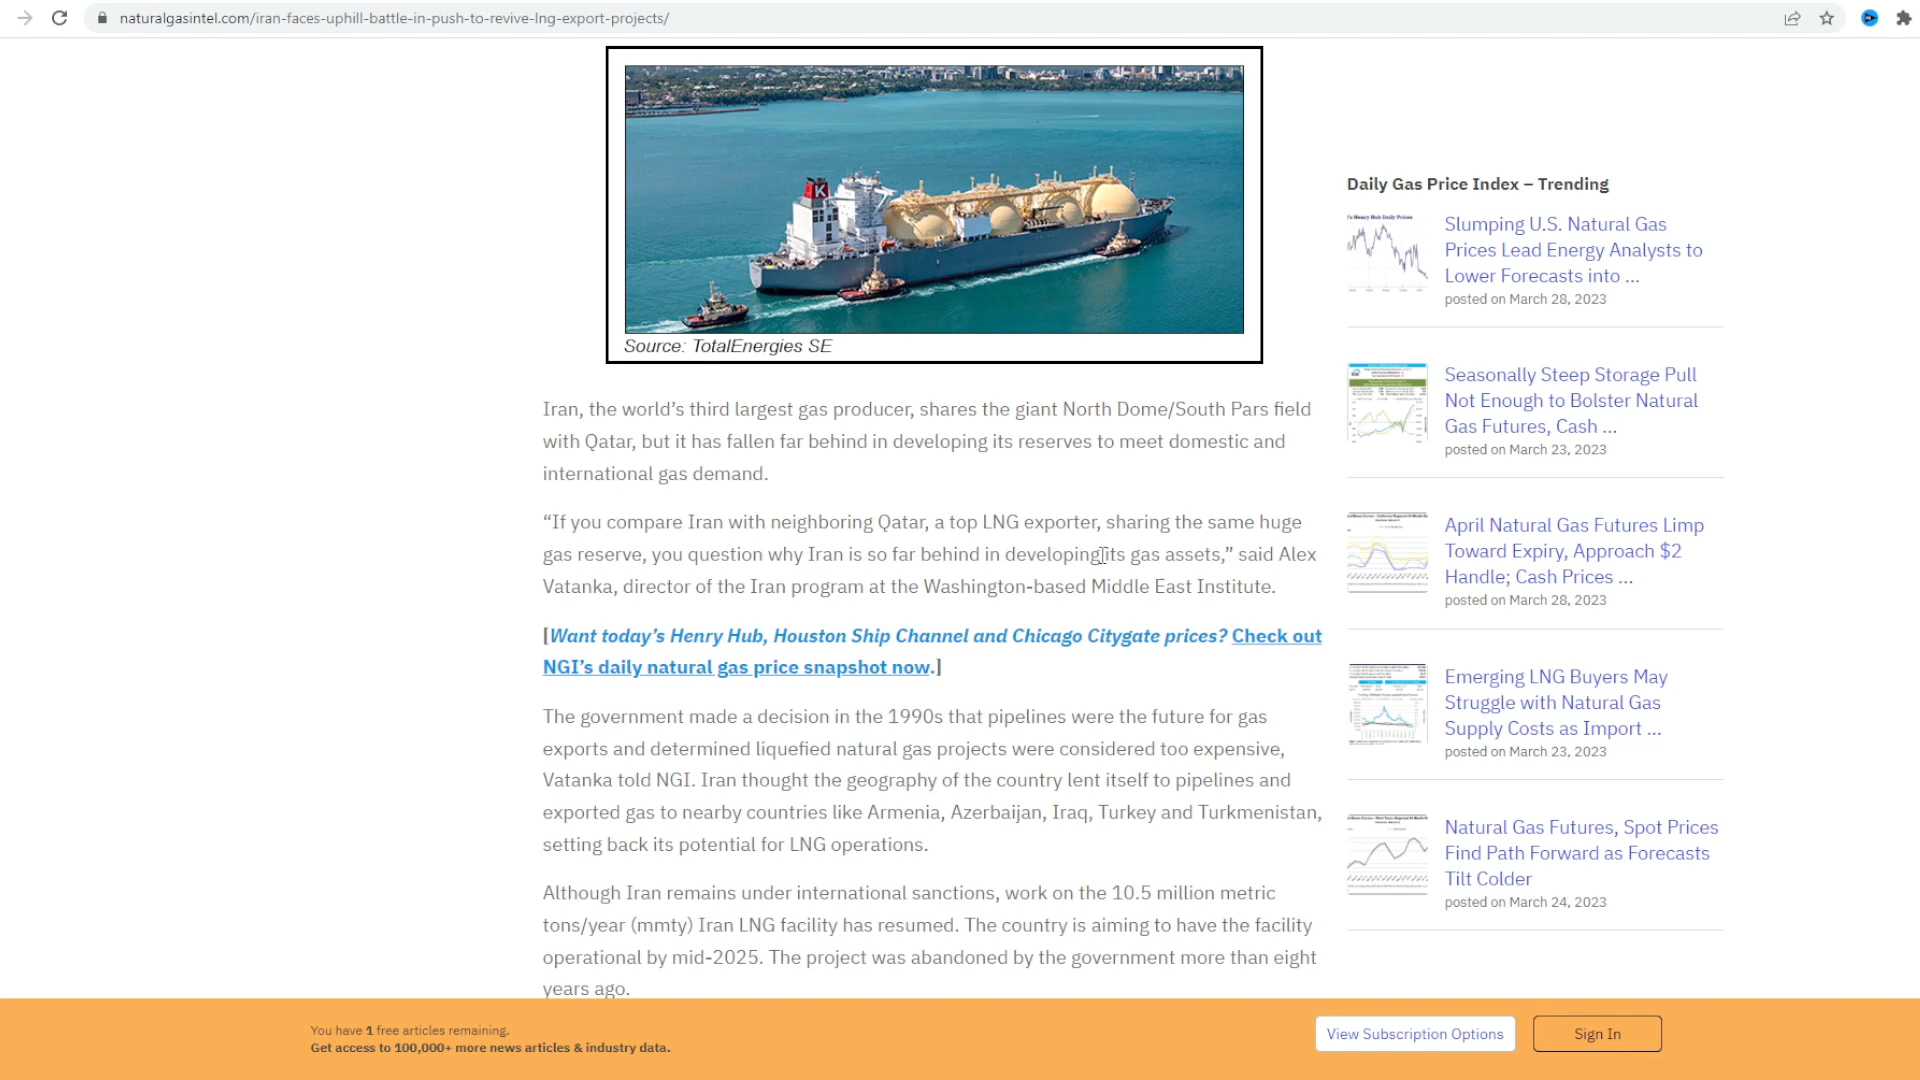 naturalgasintel.com/iran-faces-uphill-battle-in-push-to-revive-lng-export-projects/
K
Source: TotalEnergies SE
Iran, the world’s third largest gas producer, shares the giant North Dome/South Pars field
with Qatar, but it has fallen far behind in developing its reserves to meet domestic and
international gas demand.
“If you compare Iran with neighboring Qatar, a top LNG exporter, sharing the same huge
gas reserve, you question why Iran is so far behind in developing its gas assets,” said Alex
Vatanka, director of the Iran program at the Washington-based Middle East Institute.
[Want today’s Henry Hub, Houston Ship Channel and Chicago Citygate prices? Check out
NGI’s daily natural gas price snapshot now.]
The government made a decision in the 1990s that pipelines were the future for gas
exports and determined liquefied natural gas projects were considered too expensive,
Vatanka told NGI. Iran thought the geography of the country lent itself to pipelines and
exported gas to nearby countries like Armenia, Azerbaijan, Iraq, Turkey and Turkmenistan,
setting back its potential for LNG operations.
Although Iran remains under international sanctions, work on the 10.5 million metric
tons/year (mmty) Iran LNG facility has resumed. The country is aiming to have the facility
operational by mid-2025. The project was abandoned by the government more than eight
years ago.
Daily Gas Price Index – Trending
Henry Hub Daily Prices
Slumping U.S. Natural Gas
Prices Lead Energy Analysts to
Lower Forecasts into ...
posted on March 28, 2023
Seasonally Steep Storage Pull
Not Enough to Bolster Natural
Gas Futures, Cash ...
posted on March 23, 2023
April Natural Gas Futures Limp
Toward Expiry, Approach $2
Handle; Cash Prices ...
posted on March 28, 2023
Emerging LNG Buyers May
Struggle with Natural Gas
Supply Costs as Import ...
posted on March 23, 2023
Natural Gas Futures, Spot Prices
Find Path Forward as Forecasts
Tilt Colder
posted on March 24, 2023
You have 1 free articles remaining.
Get access to 100,000+ more news articles & industry data.
View Subscription Options
Sign In